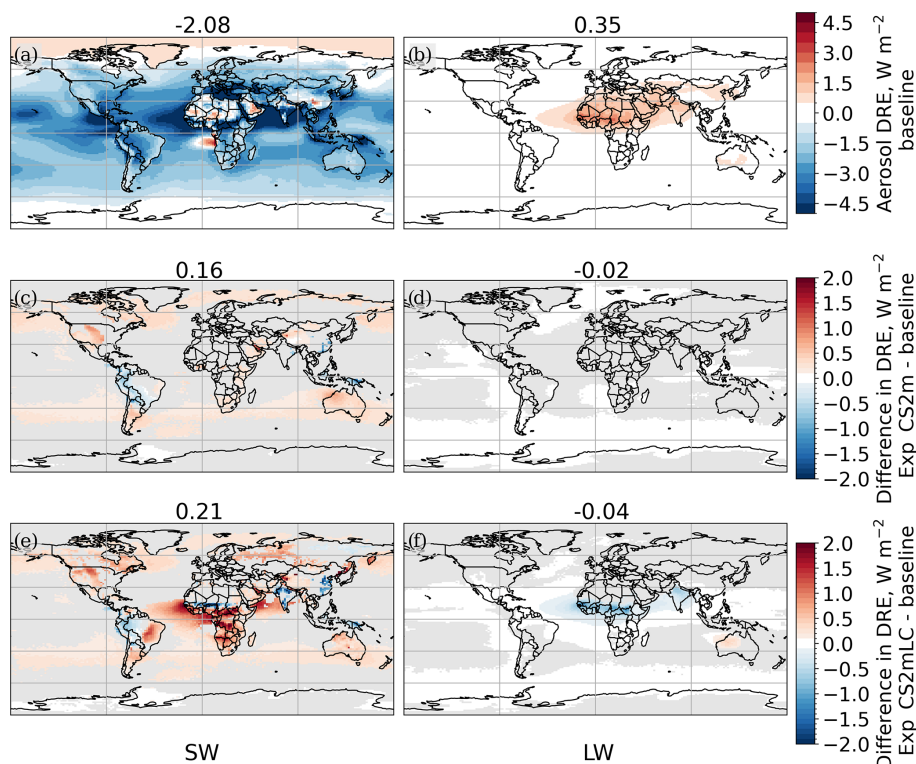 -2.08
0.35
(a)
(b)
4.5
3.0
1.5
0.0
−1.5
−3.0
−4.5
Aerosol DRE, W m⁻²
baseline
0.16
-0.02
(c)
(d)
2.0
1.5
1.0
0.5
0.0
−0.5
−1.0
−1.5
−2.0
Difference in DRE, W m⁻²
Exp CS2m - baseline
0.21
-0.04
(e)
(f)
2.0
1.5
1.0
0.5
0.0
−0.5
−1.0
−1.5
−2.0
Difference in DRE, W m⁻²
Exp CS2mLC - baseline
SW
LW